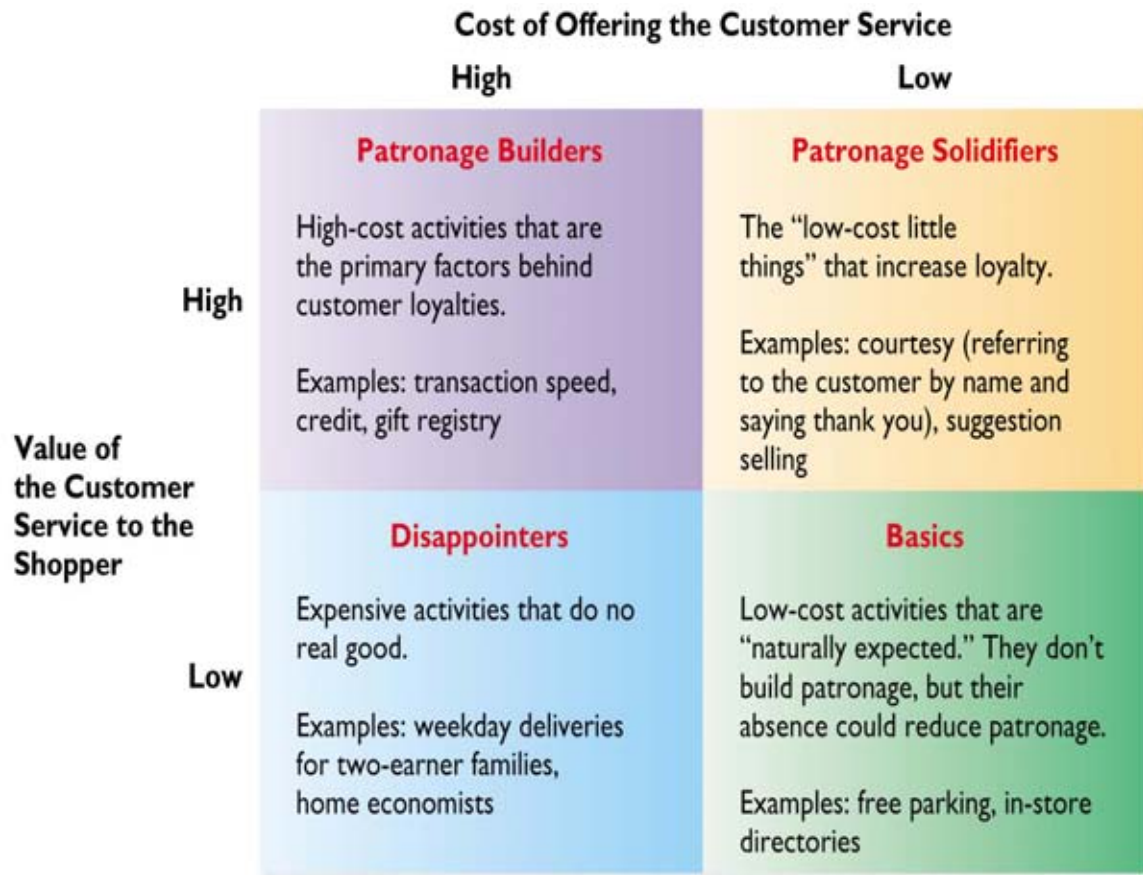 Cost of Offering the Customer Service
High
Low
High
Patronage Builders
High-cost activities that are
the primary factors behind
customer loyalties.
Examples: transaction speed,
credit, gift registry
Patronage Solidifiers
The “low-cost little
things” that increase loyalty.
Examples: courtesy (referring
to the customer by name and
saying thank you), suggestion
selling
Value of
the Customer
Service to the
Shopper
Low
Disappointers
Expensive activities that do no
real good.
Examples: weekday deliveries
for two-earner families,
home economists
Basics
Low-cost activities that are
“naturally expected.” They don’t
build patronage, but their
absence could reduce patronage.
Examples: free parking, in-store
directories